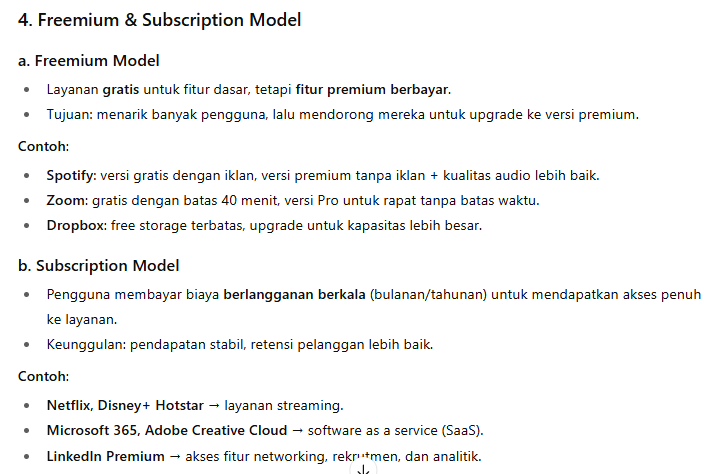 4. Freemium & Subscription Model
a. Freemium Model
• Layanan gratis untuk fitur dasar, tetapi fitur premium berbayar.
• Tujuan: menarik banyak pengguna, lalu mendorong mereka untuk upgrade ke versi premium.
Contoh:
• Spotify: versi gratis dengan iklan, versi premium tanpa iklan + kualitas audio lebih baik.
• Zoom: gratis dengan batas 40 menit, versi Pro untuk rapat tanpa batas waktu.
• Dropbox: free storage terbatas, upgrade untuk kapasitas lebih besar.
b. Subscription Model
• Pengguna membayar biaya berlangganan berkala (bulanan/tahunan) untuk mendapatkan akses penuh
ke layanan.
• Keunggulan: pendapatan stabil, retensi pelanggan lebih baik.
Contoh:
• Netflix, Disney+ Hotstar → layanan streaming.
• Microsoft 365, Adobe Creative Cloud → software as a service (SaaS).
• LinkedIn Premium → akses fitur networking, rekrutmen, dan analitik.